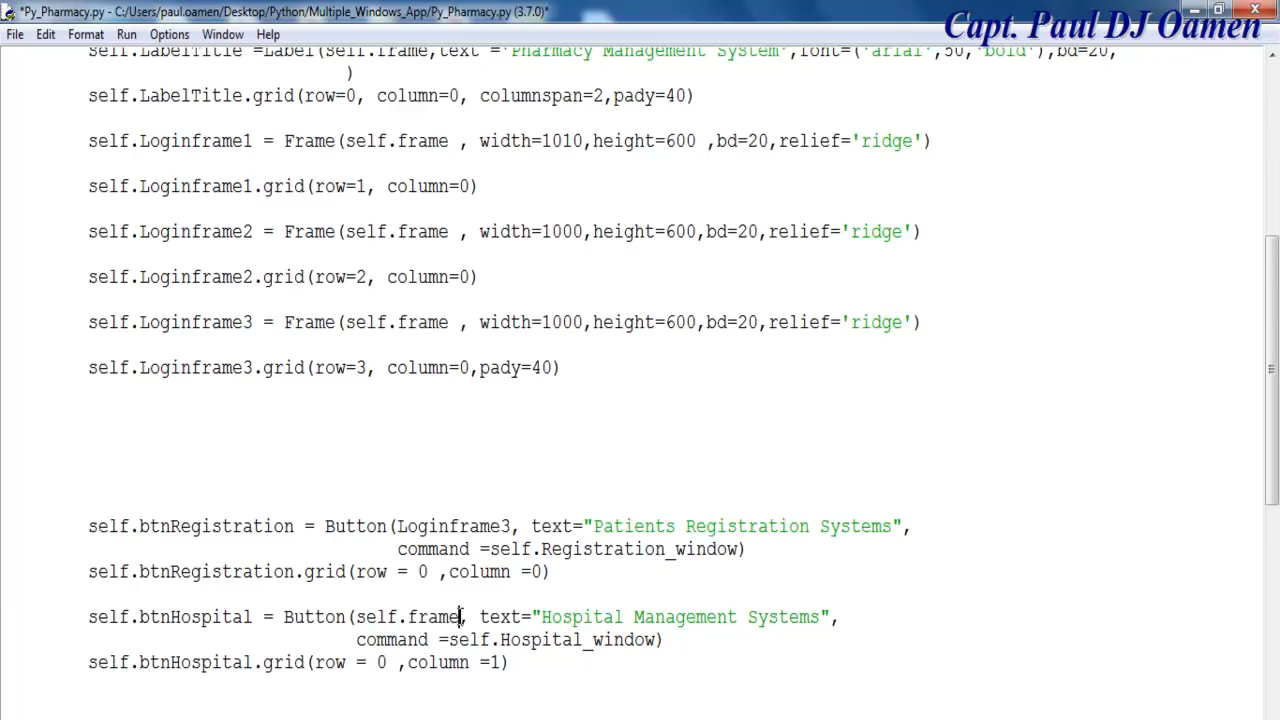 *Py_Pharmacy.py - C:/Users/paul.oamen/Desktop/Python/Multiple_Windows_App/Py_Pharmacy.py (3.7.0)*
Capt. Paul DJ Oamen
File Edit Format Run Options Window Help
self.LabelTitle =Label(self.frame,text ='Pharmacy Management System',font=('arial',50,'bold'),bd=20,
)
self.LabelTitle.grid(row=0, column=0, columnspan=2,pady=40)
self.Loginframe1 = Frame(self.frame , width=1010,height=600 ,bd=20,relief='ridge')
self.Loginframe1.grid(row=1, column=0)
self.Loginframe2 = Frame(self.frame , width=1000,height=600,bd=20,relief='ridge')
self.Loginframe2.grid(row=2, column=0)
self.Loginframe3 = Frame(self.frame , width=1000,height=600,bd=20,relief='ridge')
self.Loginframe3.grid(row=3, column=0,pady=40)
self.btnRegistration = Button(Loginframe3, text="Patients Registration Systems",
command =self.Registration_window)
self.btnRegistration.grid(row = 0 ,column =0)
self.btnHospital = Button(self.frame, text="Hospital Management Systems",
command =self.Hospital_window)
self.btnHospital.grid(row = 0 ,column =1)